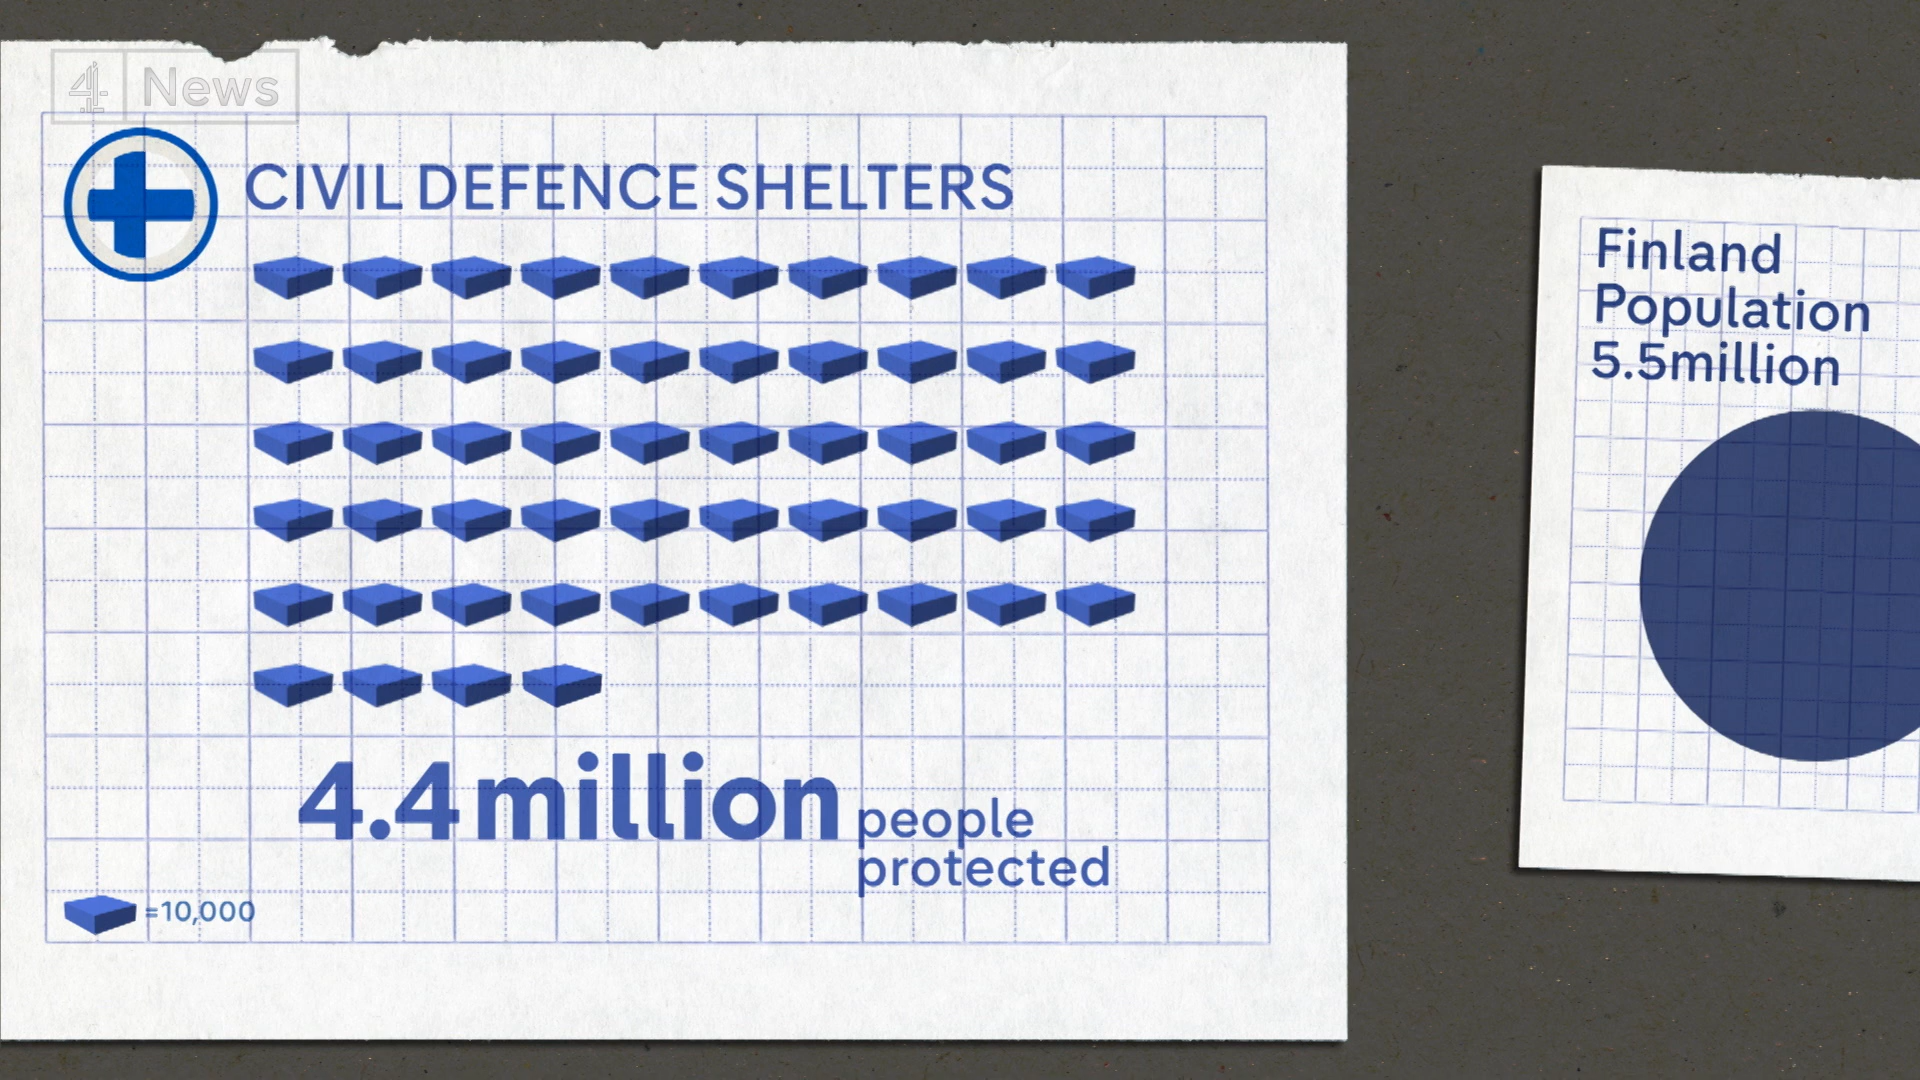 4 News
CIVIL DEFENCE SHELTERS
4.4 million people
protected
=10,000
Finland
Population
5.5million